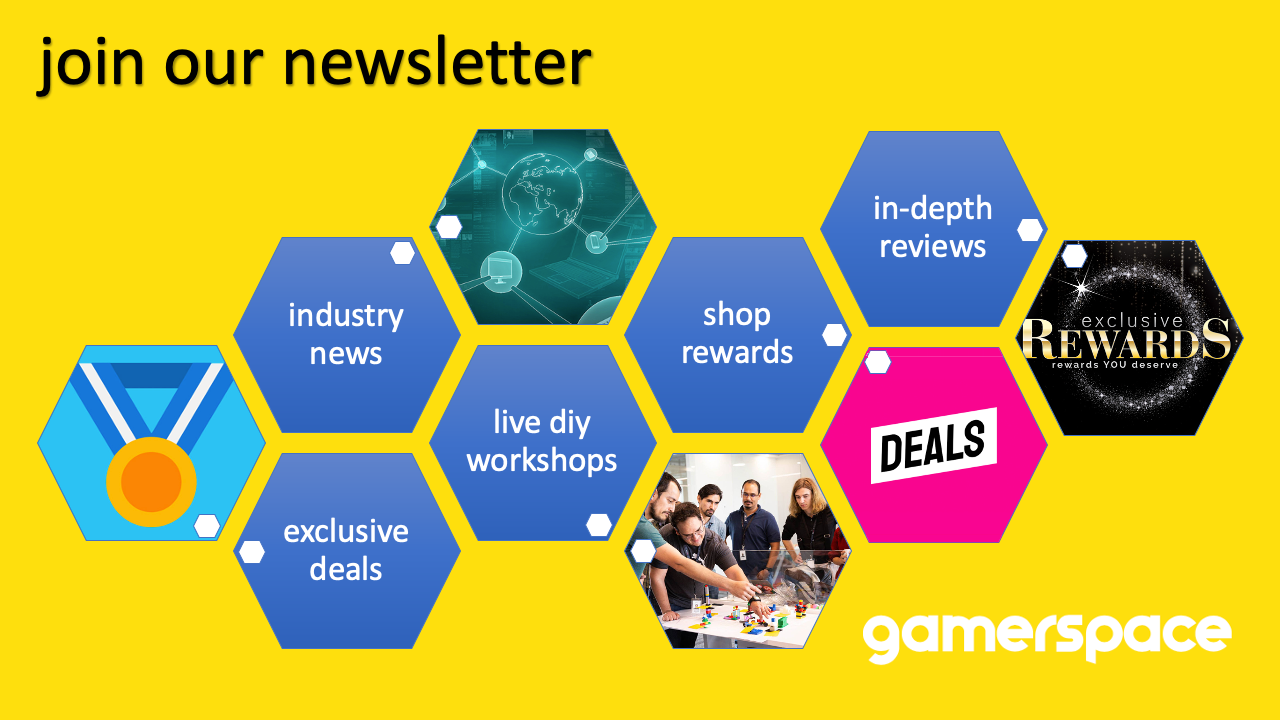 join our newsletter
in-depth
reviews
industry
news
shop
rewards
exclusive
REWARDS
rewards YOU deserve
live diy
workshops
DEALS
exclusive
deals
gamerspace